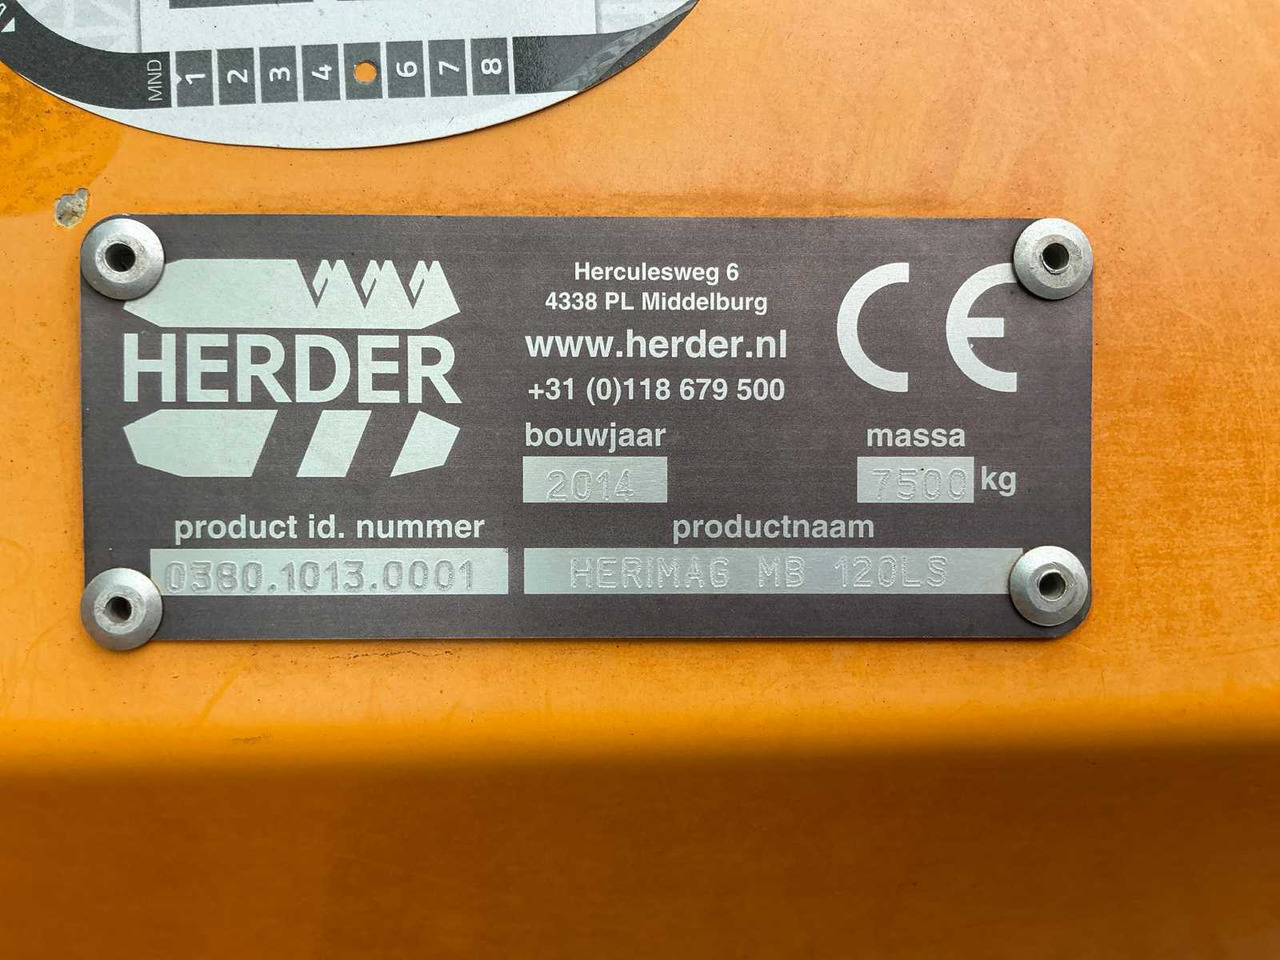 MND 1 2 3 4 6 7 8
HERDER
Herculesweg 6
4338 PL Middelburg
www.herder.nl
+31 (0)118 679 500
CE
bouwjaar
2014
massa
7500 kg
product id. nummer
0380.1013.0001
productnaam
HERIMAG MB 120LS